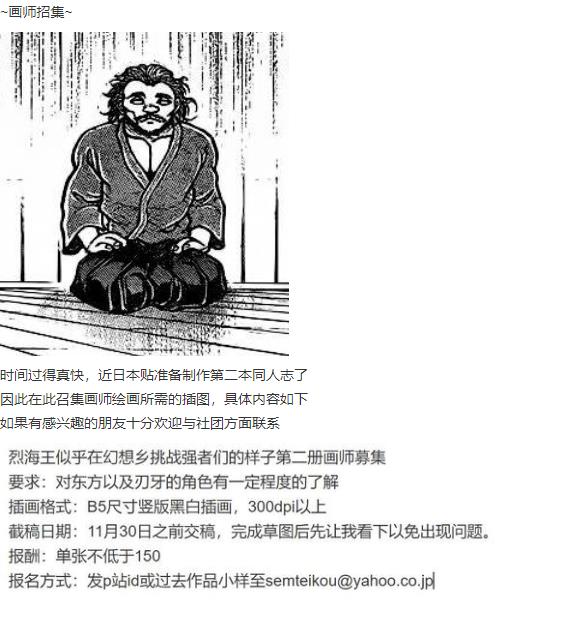 ~画师招集~
时间过得真快，近日本贴准备制作第二本同人志了
因此在此召集画师绘画所需的插图，具体内容如下
如果有感兴趣的朋友十分欢迎与社团方面联系
烈海王似乎在幻想乡挑战强者们的样子第二册画师募集
要求：对东方以及刃牙的角色有一定程度的了解
插画格式：B5尺寸竖版黑白插画，300dpi以上
截稿日期：11月30日之前交稿，完成草图后先让我看下以免出现问题。
报酬：单张不低于150
报名方式：发p站id或过去作品小样至semteikou@yahoo.co.jp